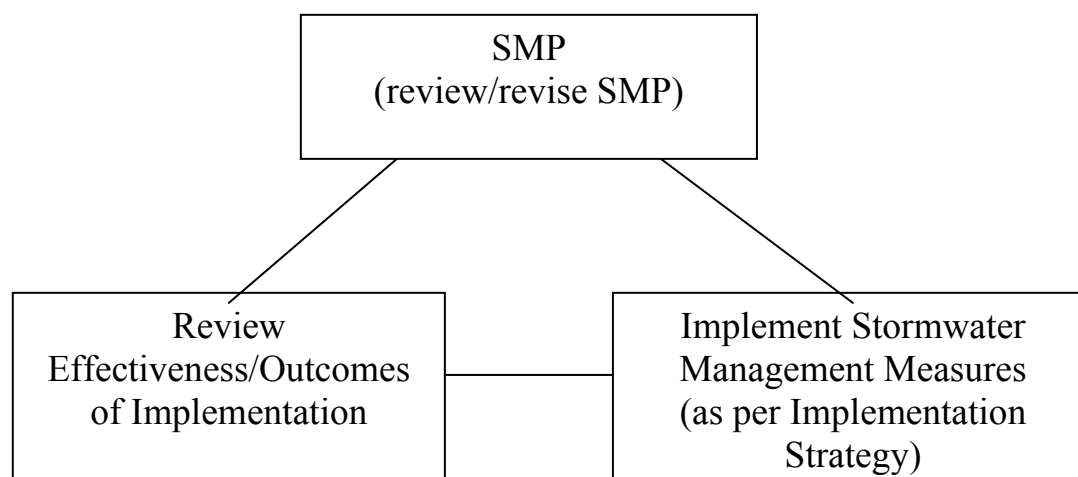 SMP
(review/revise SMP)
Review
Effectiveness/Outcomes
of Implementation
Implement Stormwater
Management Measures
(as per Implementation
Strategy)